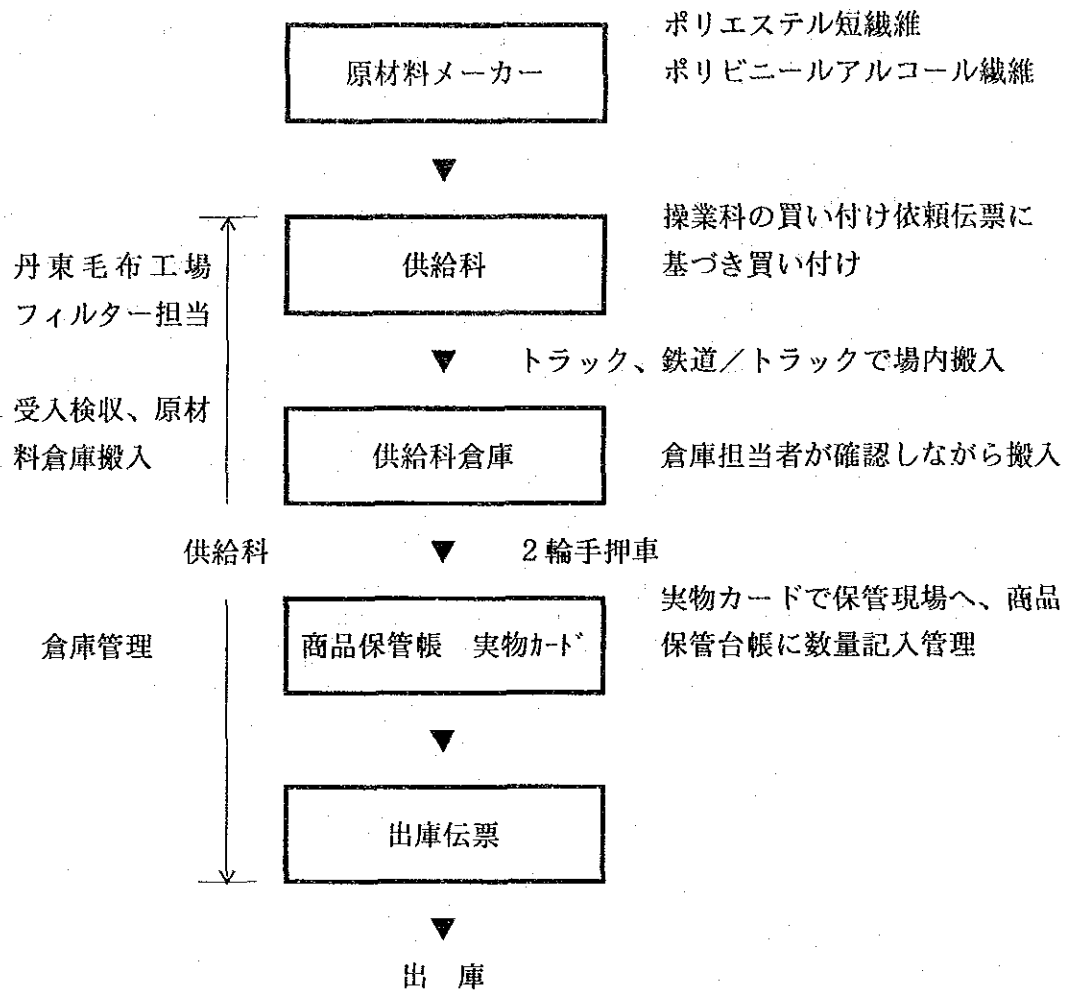 ポリエステル短繊維
原材料メーカー
ポリビニールアルコール繊維
▼
操業科の買い付け依頼伝票に
丹東毛布工場
供給科
基づき買い付け
フィルター担当
▼ トラック、鉄道/トラックで場内搬入
受入検収、原材
料倉庫搬入
供給科倉庫
倉庫担当者が確認しながら搬入
供給科
▼ 2輪手押車
実物カードで保管現場へ、商品
倉庫管理
商品保管帳 実物カード
保管台帳に数量記入管理
▼
出庫伝票
▼
出 庫